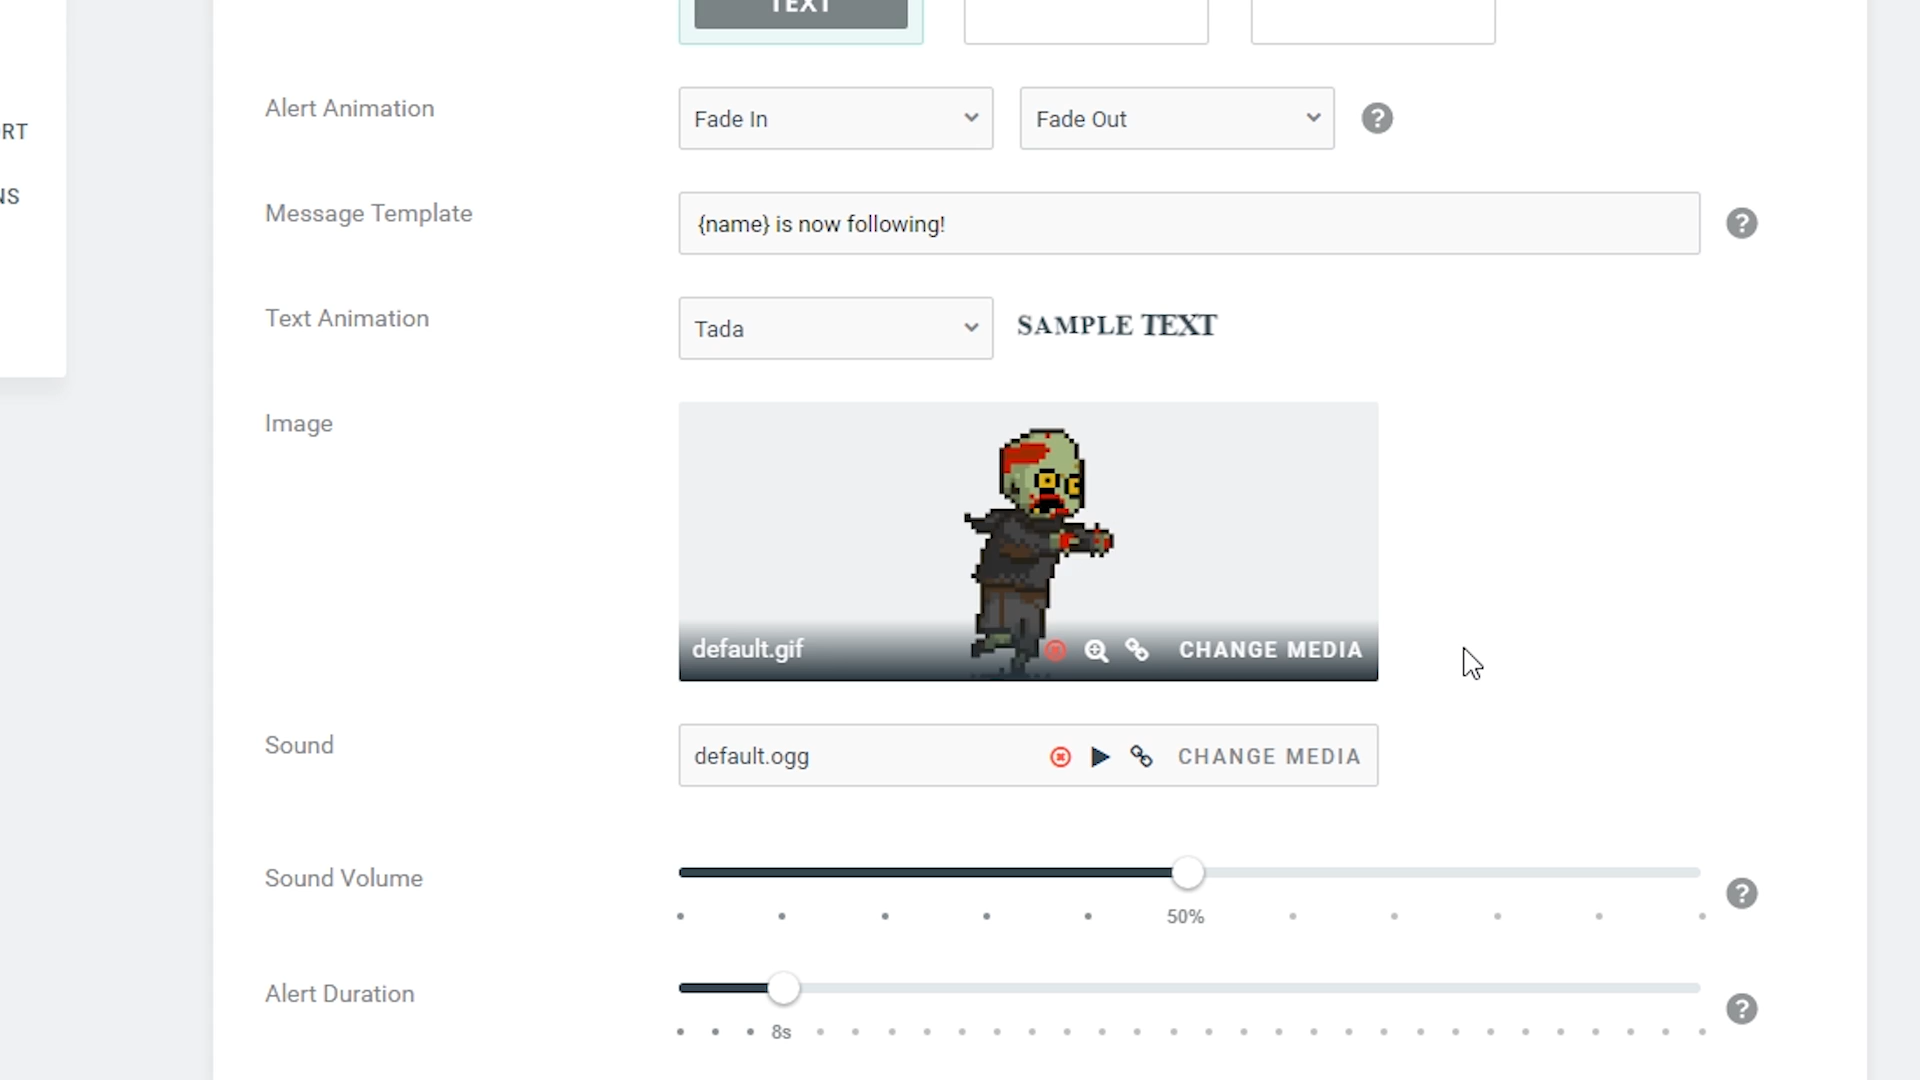 TEXT
RT
NS
Alert Animation
Fade In
Fade Out
?
Message Template
{name} is now following!
?
Text Animation
Tada
SAMPLE TEXT
Image
default.gif
CHANGE MEDIA
Sound
default.ogg
CHANGE MEDIA
Sound Volume
50%
?
Alert Duration
8s
?